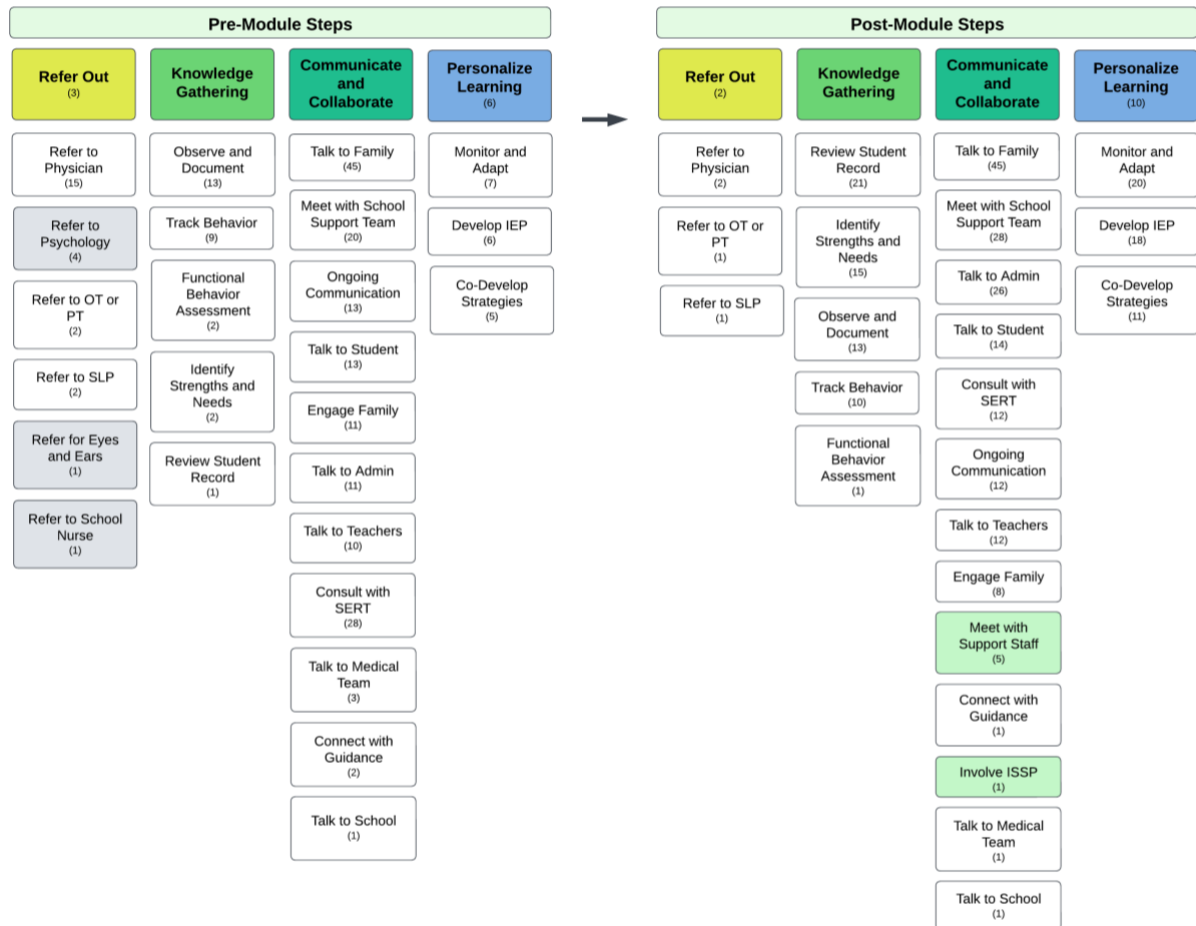 Pre-Module Steps
Refer Out
(3)
Knowledge
Gathering
Communicate
and
Collaborate
Personalize
Learning
(6)
Refer to
Physician
(15)
Refer to
Psychology
(4)
Refer to OT or
PT
(2)
Refer to SLP
(2)
Refer for Eyes
and Ears
(1)
Refer to School
Nurse
(1)
Observe and
Document
(13)
Track Behavior
(9)
Functional
Behavior
Assessment
(2)
Identify
Strengths and
Needs
(2)
Review Student
Record
(1)
Talk to Family
(45)
Meet with School
Support Team
(20)
Ongoing
Communication
(13)
Talk to Student
(13)
Engage Family
(11)
Talk to Admin
(11)
Talk to Teachers
(10)
Consult with
SERT
(28)
Talk to Medical
Team
(3)
Connect with
Guidance
(2)
Talk to School
(1)
Monitor and
Adapt
(7)
Develop IEP
(6)
Co-Develop
Strategies
(5)
Post-Module Steps
Refer Out
(2)
Knowledge
Gathering
Communicate
and
Collaborate
Personalize
Learning
(10)
Refer to
Physician
(2)
Refer to OT or
PT
(1)
Refer to SLP
(1)
Review Student
Record
(21)
Identify
Strengths and
Needs
(15)
Observe and
Document
(13)
Track Behavior
(10)
Functional
Behavior
Assessment
(1)
Talk to Family
(45)
Meet with School
Support Team
(28)
Talk to Admin
(26)
Talk to Student
(14)
Consult with
SERT
(12)
Ongoing
Communication
(12)
Talk to Teachers
(12)
Engage Family
(8)
Meet with
Support Staff
(5)
Connect with
Guidance
(1)
Involve ISSP
(1)
Talk to Medical
Team
(1)
Talk to School
(1)
Monitor and
Adapt
(20)
Develop IEP
(18)
Co-Develop
Strategies
(11)